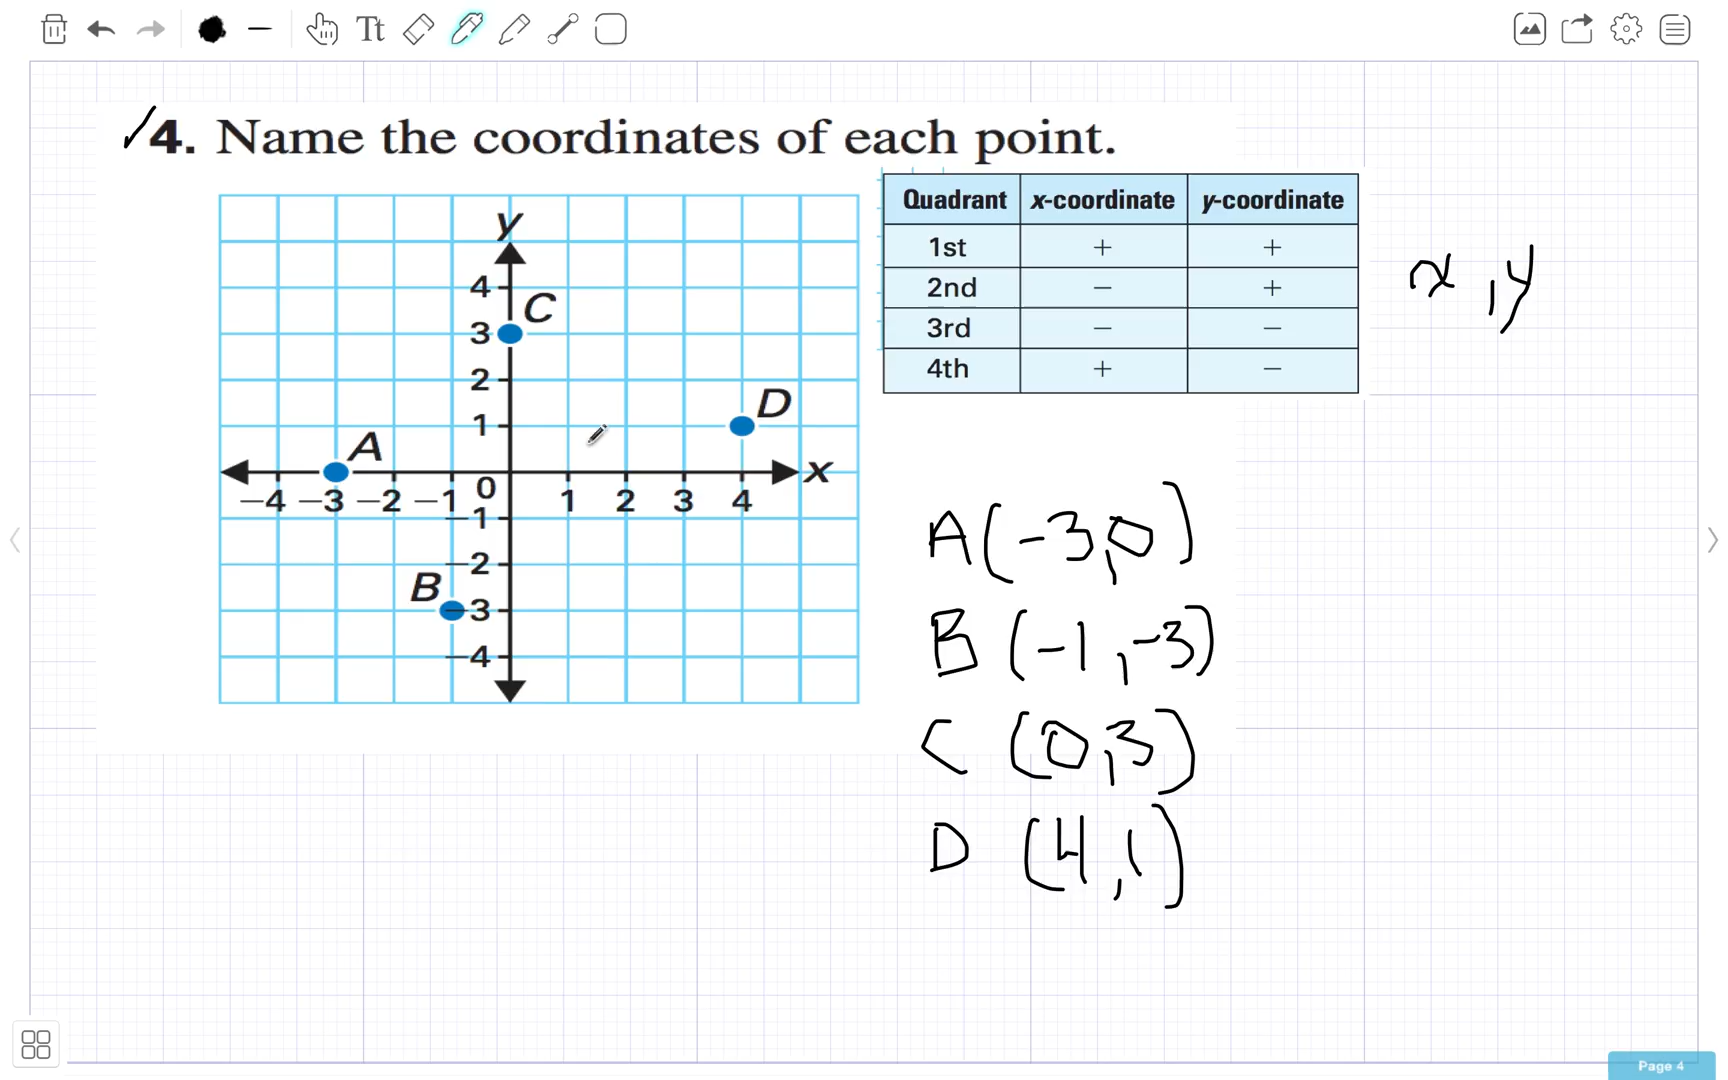 Tt
4. Name the coordinates of each point.
Quadrant x-coordinate y-coordinate
1st + +
2nd − +
3rd − −
4th + −
x, y
y
4
C
3
2
D
1
A
x
−4 −3 −2 −1 0 1 2 3 4
−1
−2
B
−3
−4
A(-3,0)
B (-1, -3)
C (0,3)
D (4,1)
Page 4